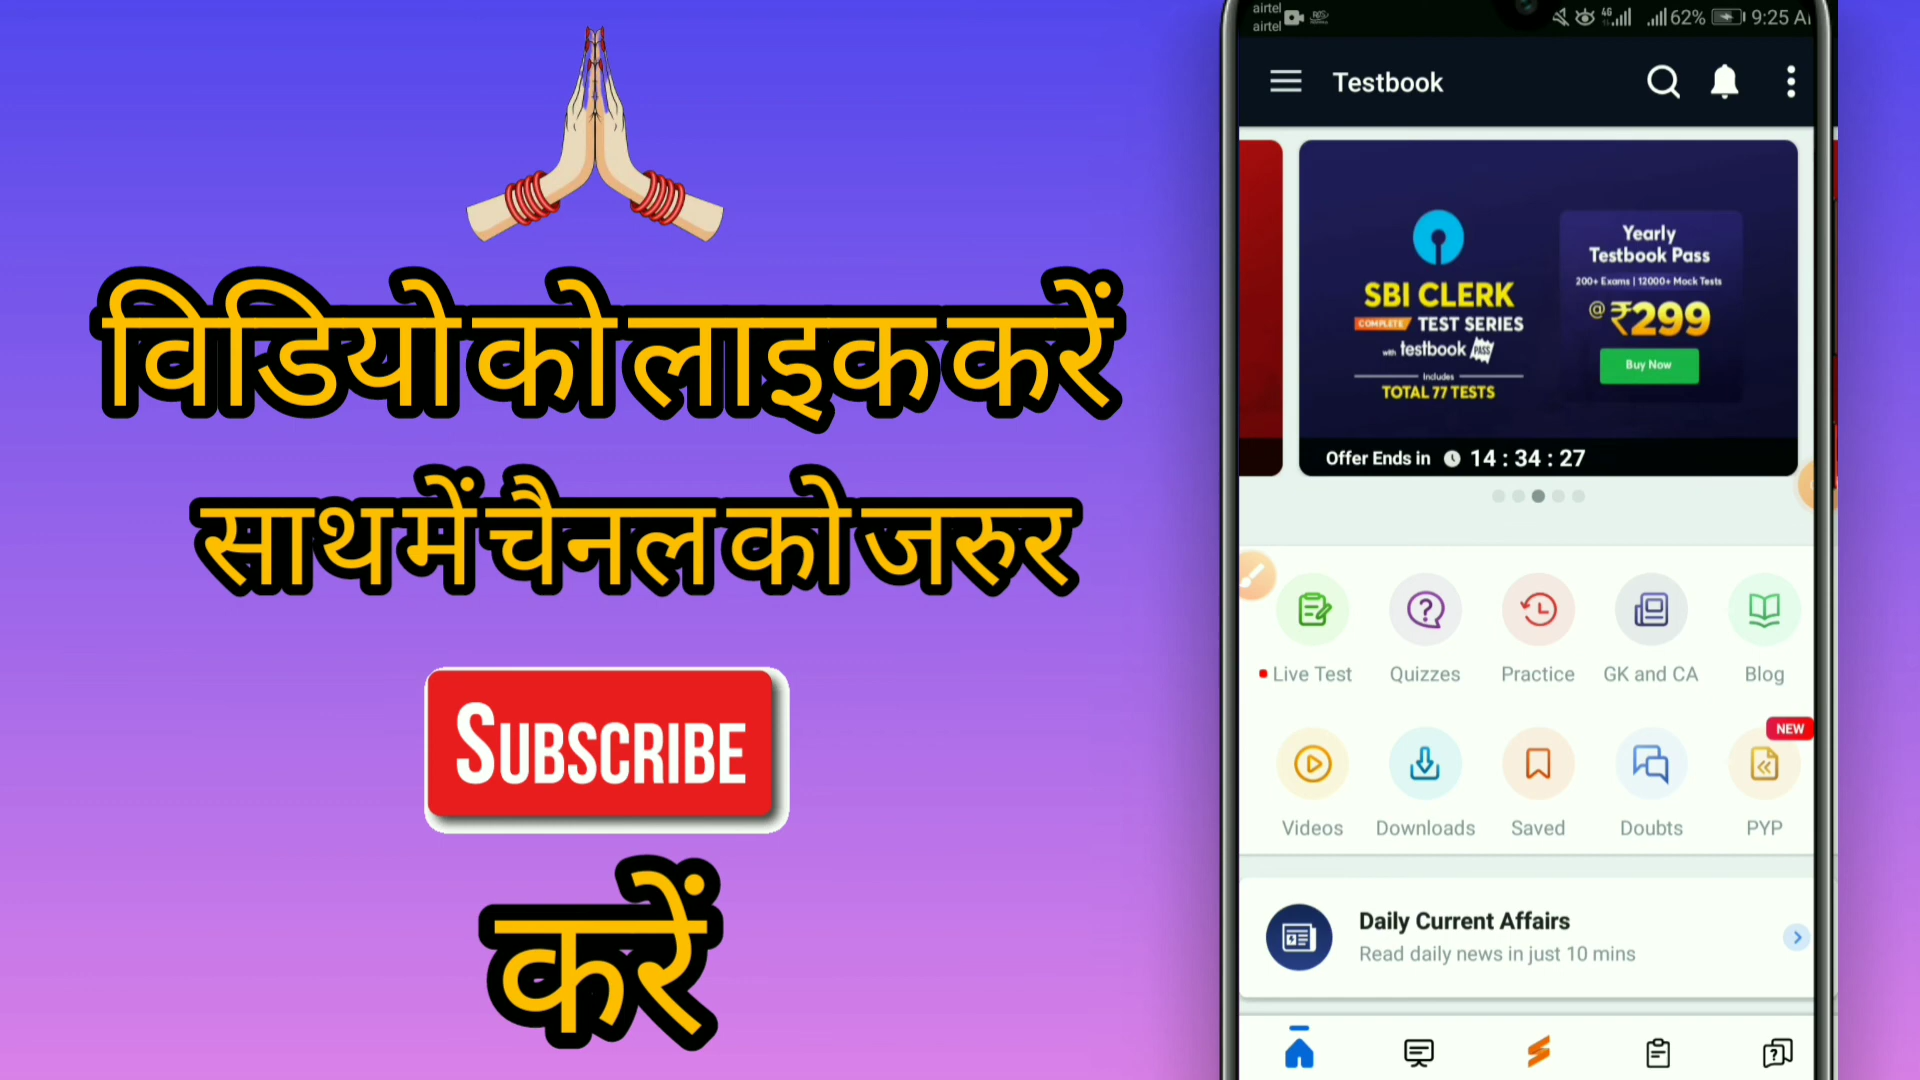 विडियो को लाइक करें
साथ में चैनल को जरुर
SUBSCRIBE
करें
airtel
airtel
4G
62%
9:25 A
Testbook
SBI CLERK
COMPLETE TEST SERIES
with testbook PASS
Includes
TOTAL 77 TESTS
Yearly
Testbook Pass
200+ Exams | 12000+ Mock Tests
@ ₹299
Buy Now
Offer Ends in 14 : 34 : 27
Live Test Quizzes Practice GK and CA Blog
NEW
Videos Downloads Saved Doubts PYP
Daily Current Affairs
Read daily news in just 10 mins